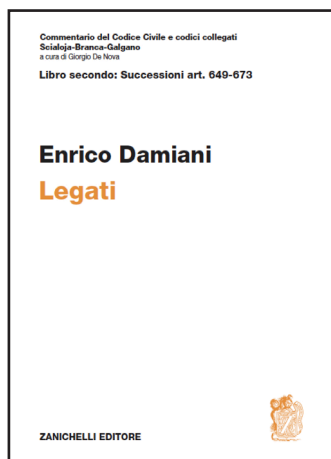 Commentario del Codice Civile e codici collegati
Scialoja-Branca-Galgano
a cura di Giorgio De Nova
Libro secondo: Successioni art. 649-673
Enrico Damiani
Legati
ZANICHELLI EDITORE